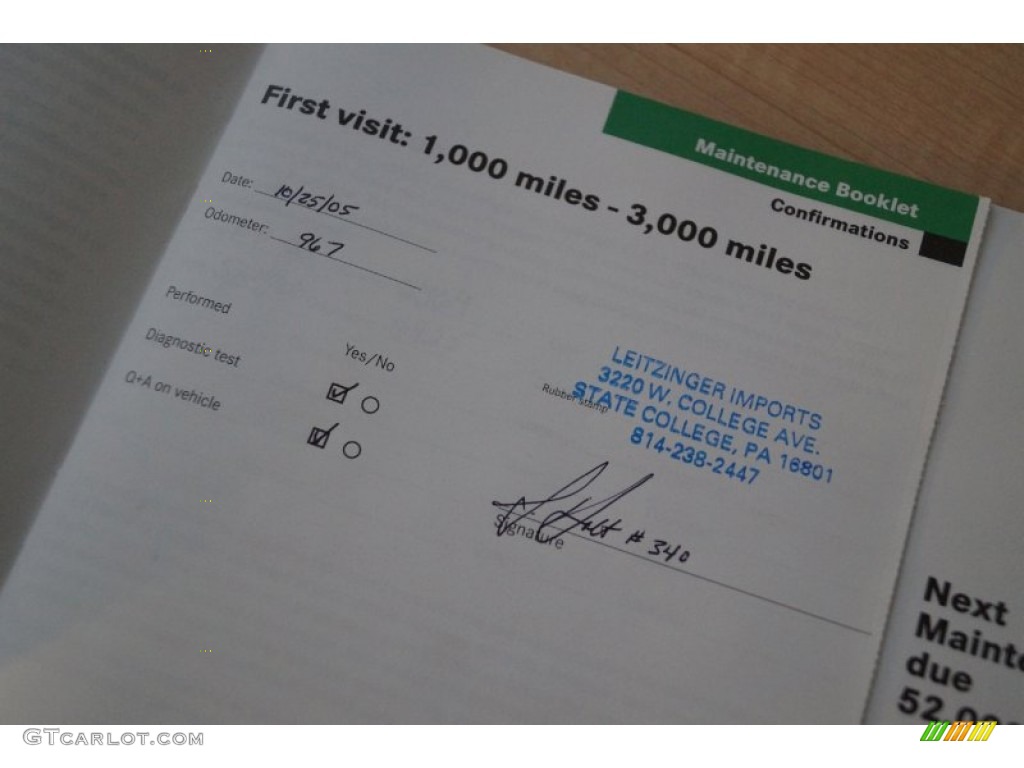 Maintenance Booklet
Confirmations
First visit: 1,000 miles - 3,000 miles
Date: 10/25/05
Odometer: 967
Performed
Yes/No
Diagnostic test
Q+A on vehicle
Rubber stamp
LEITZINGER IMPORTS
3220 W. COLLEGE AVE.
STATE COLLEGE, PA 16801
814-238-2447
# 340
Signature
Next
due
GTcarlot.com